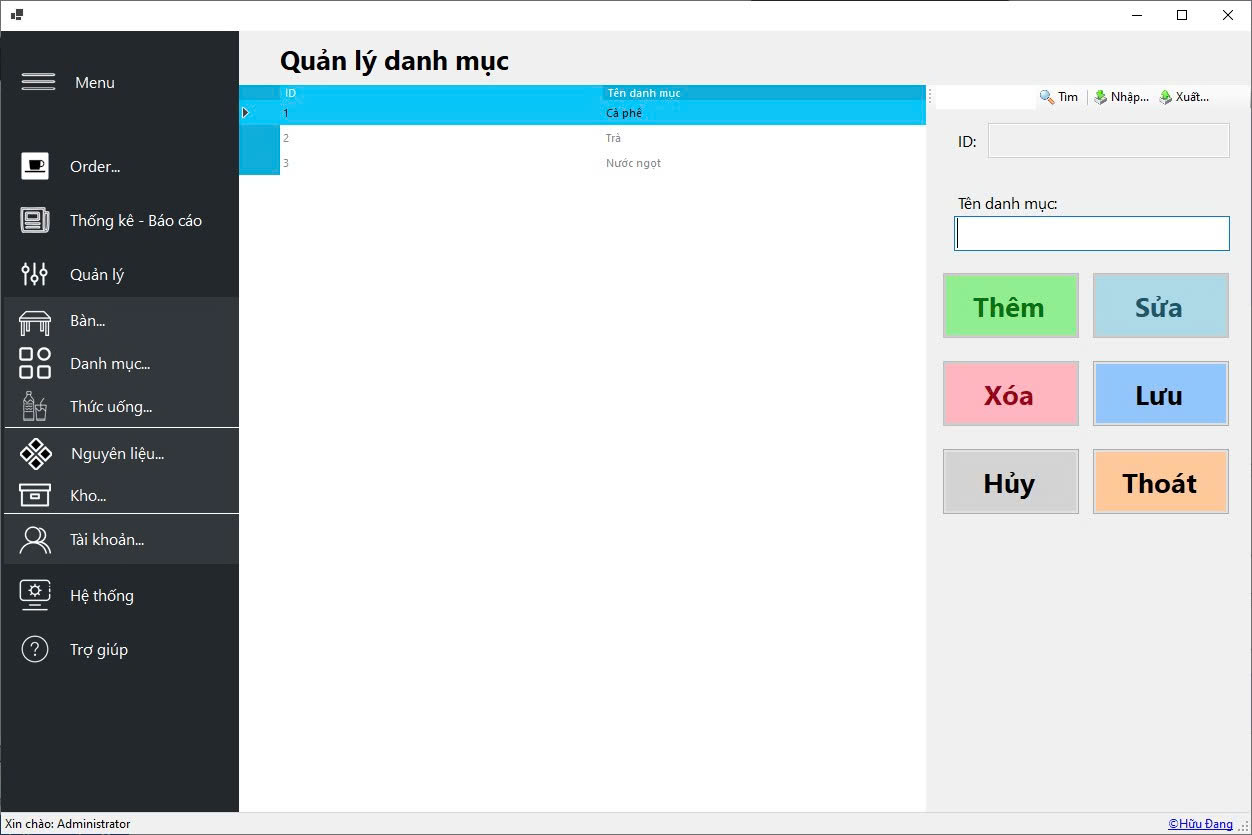 Menu
Order...
Thống kê - Báo cáo
Quản lý
Bàn...
Danh mục...
Thức uống...
Nguyên liệu...
Kho...
Tài khoản...
Hệ thống
Trợ giúp
Quản lý danh mục
ID Tên danh mục
1 Cà phê
2 Trà
3 Nước ngọt
Tìm Nhập... Xuất...
ID:
Tên danh mục:
Thêm Sửa
Xóa Lưu
Hủy Thoát
Xin chào: Administrator ©Hữu Đang